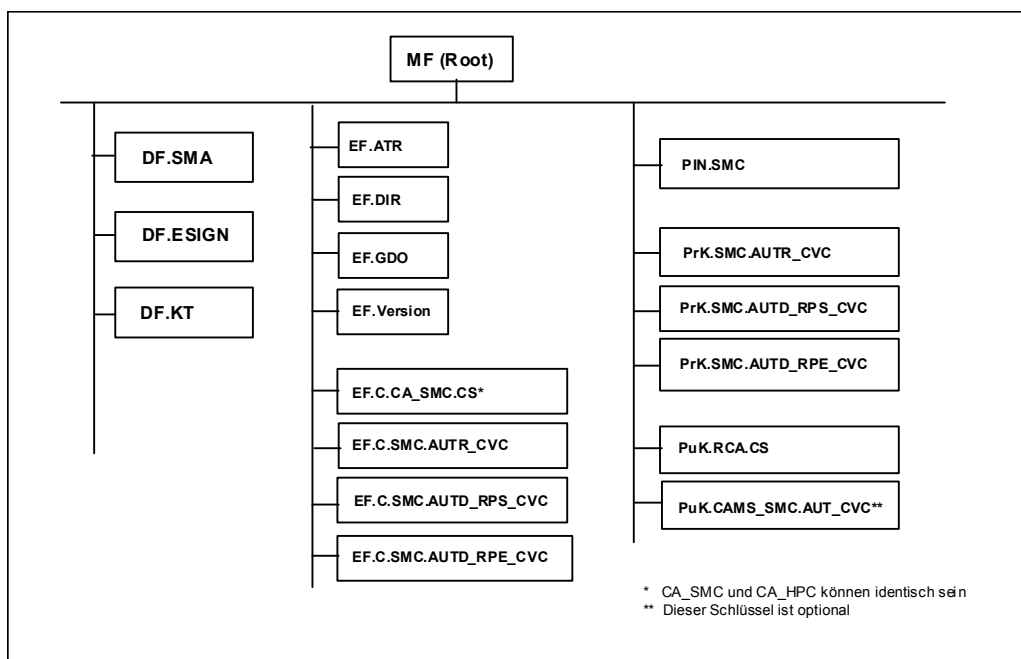 MF (Root)
DF.SMA
DF.ESIGN
DF.KT
EF.ATR
EF.DIR
EF.GDO
EF.Version
EF.C.CA_SMC.CS*
EF.C.SMC.AUTR_CVC
EF.C.SMC.AUTD_RPS_CVC
EF.C.SMC.AUTD_RPE_CVC
PIN.SMC
PrK.SMC.AUTR_CVC
PrK.SMC.AUTD_RPS_CVC
PrK.SMC.AUTD_RPE_CVC
PuK.RCA.CS
PuK.CAMS_SMC.AUT_CVC**
* CA_SMC und CA_HPC können identisch sein
** Dieser Schlüssel ist optional